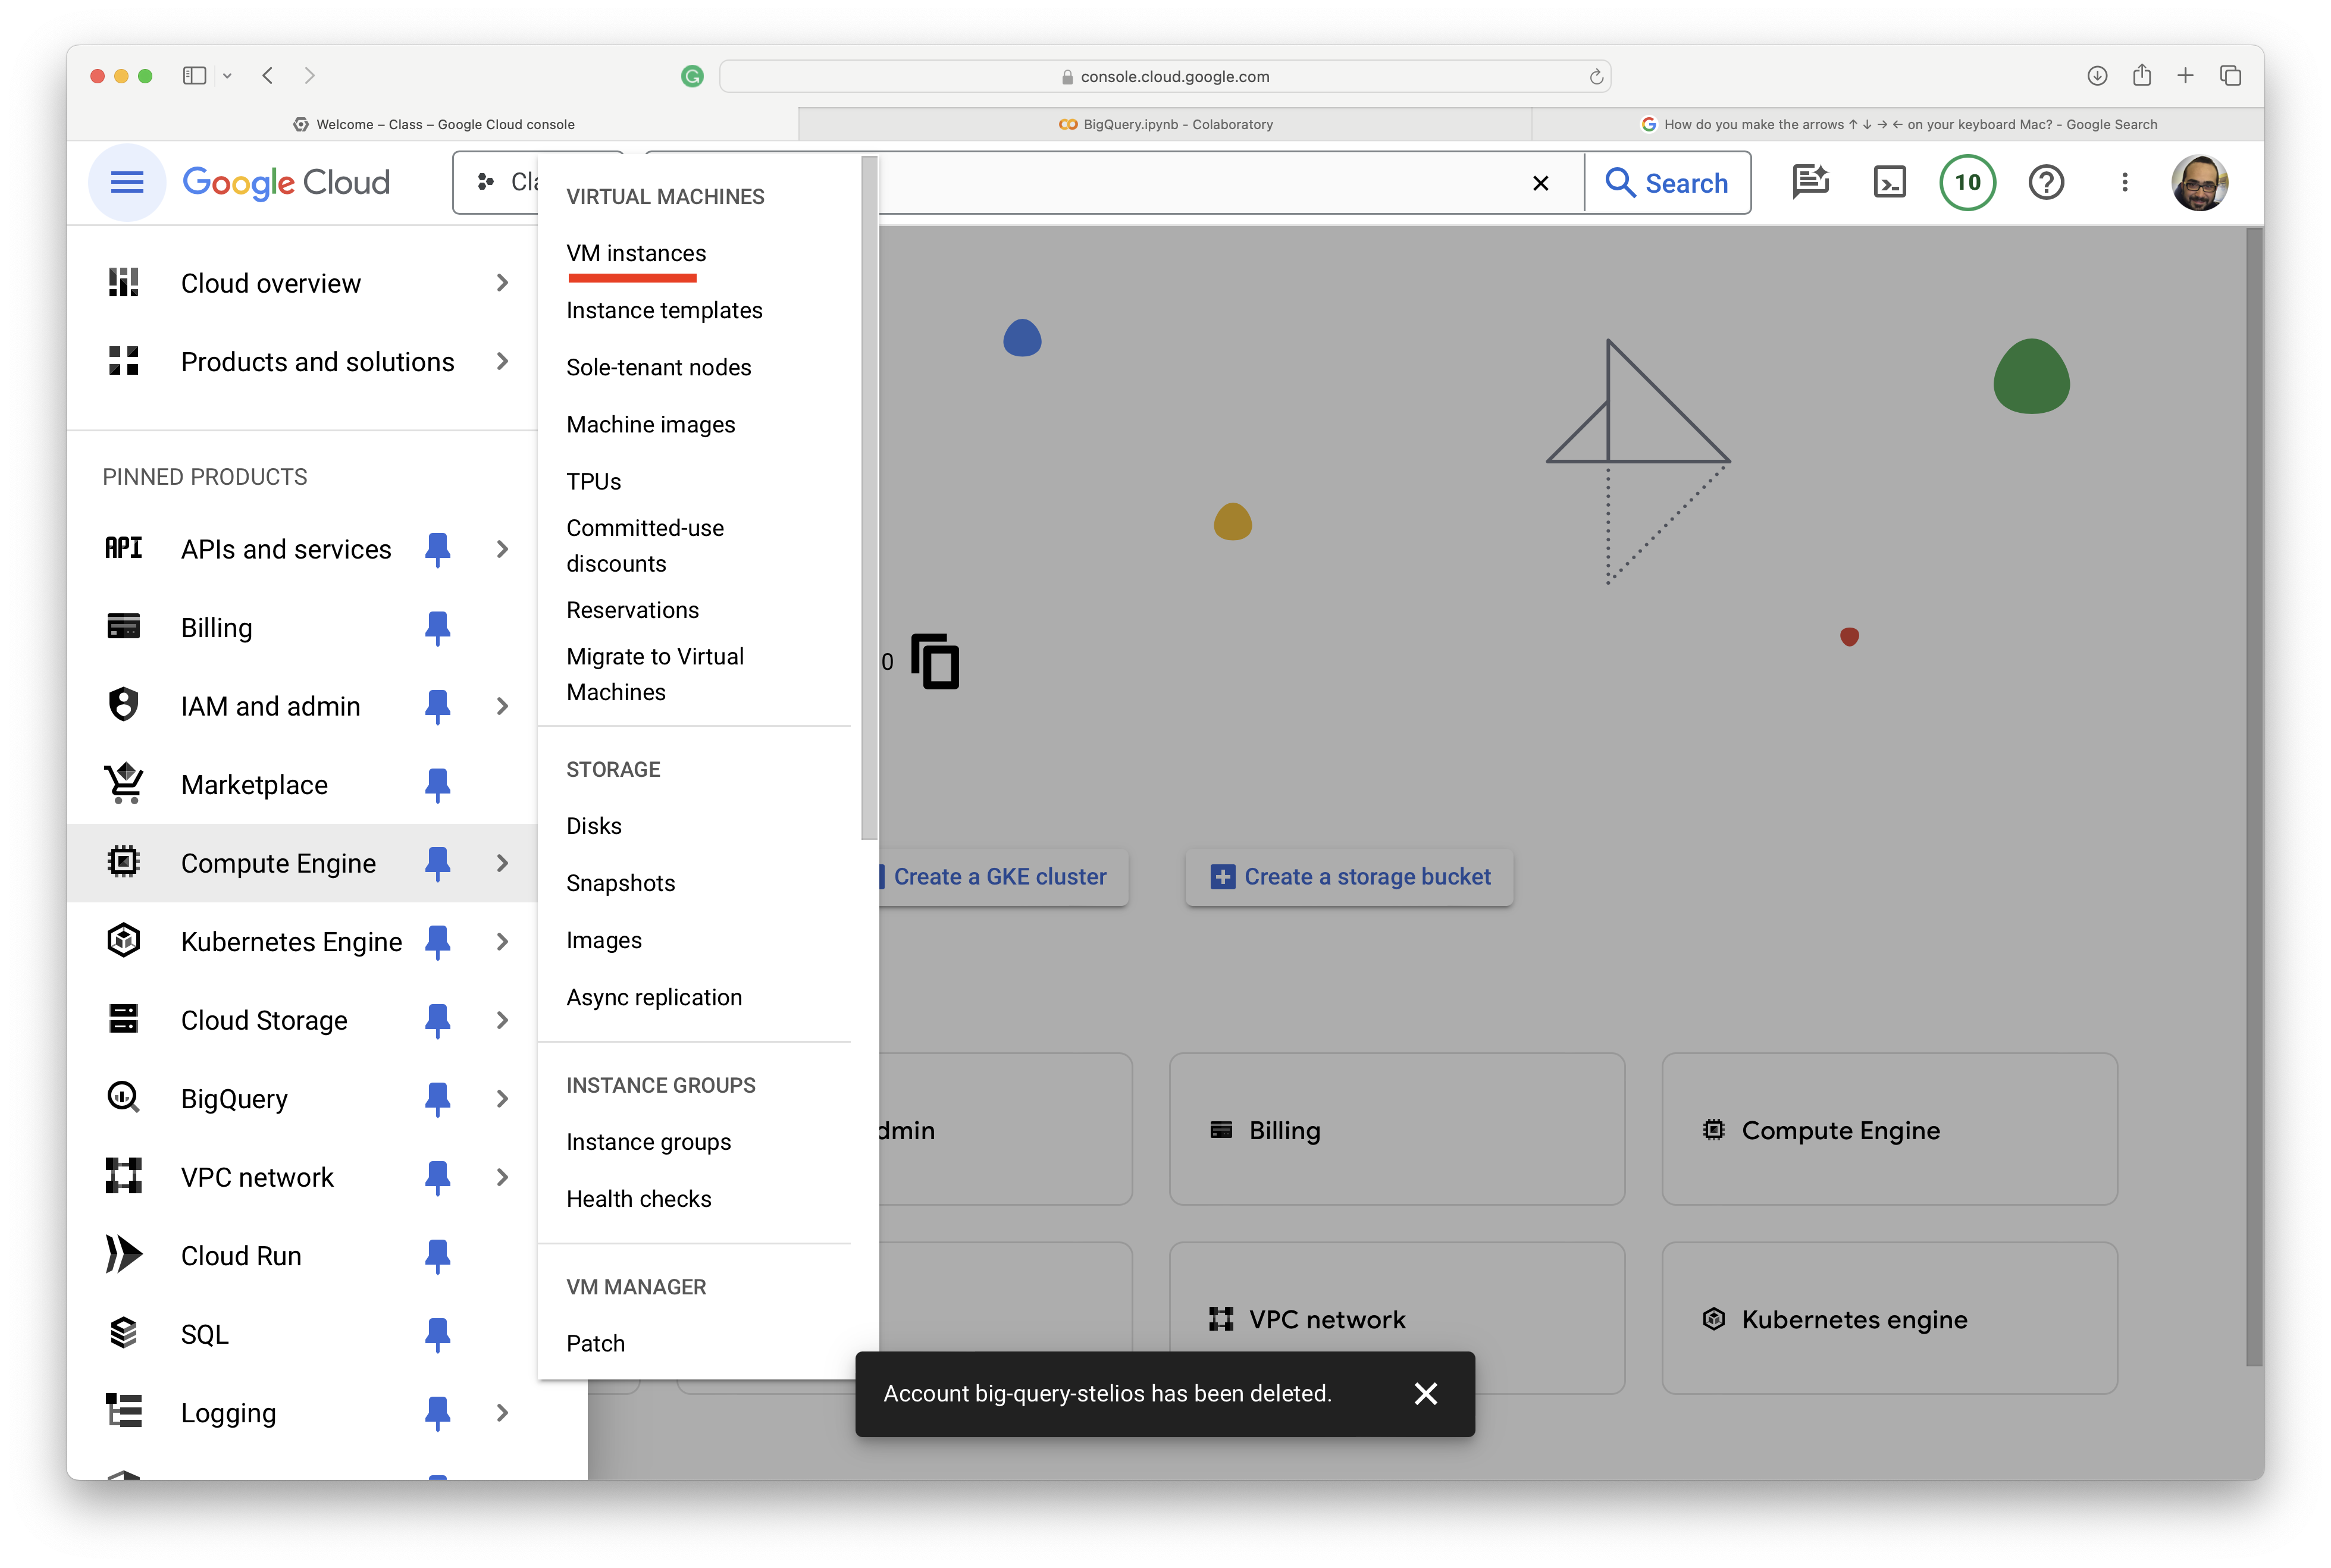 console.cloud.google.com
Welcome – Class – Google Cloud console
BigQuery.ipynb - Colaboratory
How do you make the arrows ↑ ↓ → ← on your keyboard Mac? - Google Search
Google Cloud
Cla
Search
10
Cloud overview
Products and solutions
PINNED PRODUCTS
API APIs and services
Billing
IAM and admin
Marketplace
Compute Engine
Kubernetes Engine
Cloud Storage
BigQuery
VPC network
Cloud Run
SQL
Logging
VIRTUAL MACHINES
VM instances
Instance templates
Sole-tenant nodes
Machine images
TPUs
Committed-use
discounts
Reservations
Migrate to Virtual
Machines
STORAGE
Disks
Snapshots
Images
Async replication
INSTANCE GROUPS
Instance groups
Health checks
VM MANAGER
Patch
0
Create a GKE cluster
Create a storage bucket
dmin
Billing
Compute Engine
VPC network
Kubernetes engine
Account big-query-stelios has been deleted.